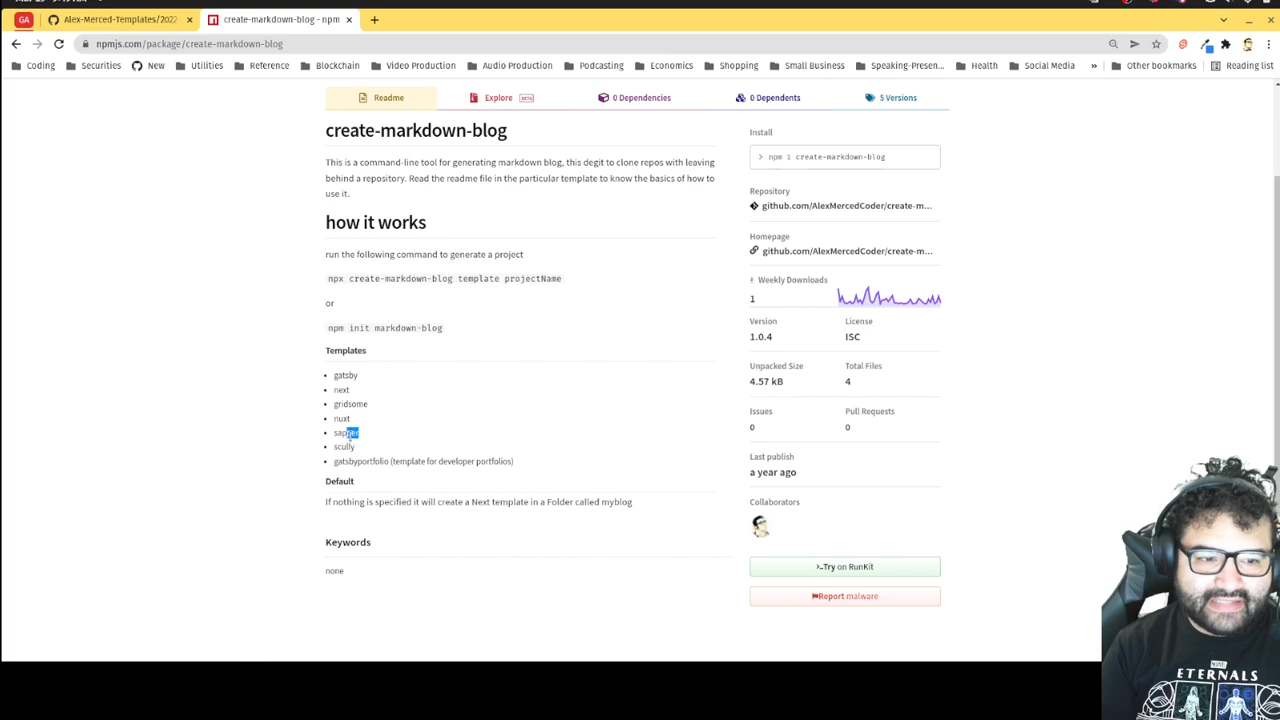 GA
Alex-Merced-Templates/2022
create-markdown-blog - npm
npmjs.com/package/create-markdown-blog
Coding
Securities
New
Utilities
Reference
Blockchain
Video Production
Audio Production
Podcasting
Economics
Shopping
Small Business
Speaking-Presen...
Health
Social Media
»
Other bookmarks
Reading list
Readme
Explore BETA
0 Dependencies
0 Dependents
5 Versions
create-markdown-blog
This is a command-line tool for generating markdown blog, this degit to clone repos with leaving
behind a repository. Read the readme file in the particular template to know the basics of how to
use it.
how it works
run the following command to generate a project
npx create-markdown-blog template projectName
or
npm init markdown-blog
Templates
• gatsby
• next
• gridsome
• nuxt
• sapper
• scully
• gatsbyportfolio (template for developer portfolios)
Default
If nothing is specified it will create a Next template in a Folder called myblog
Keywords
none
Install
> npm i create-markdown-blog
Repository
github.com/AlexMercedCoder/create-m...
Homepage
github.com/AlexMercedCoder/create-m...
Weekly Downloads
1
Version
License
1.0.4
ISC
Unpacked Size
Total Files
4.57 kB
4
Issues
Pull Requests
0
0
Last publish
a year ago
Collaborators
Try on RunKit
Report malware
ETERNALS